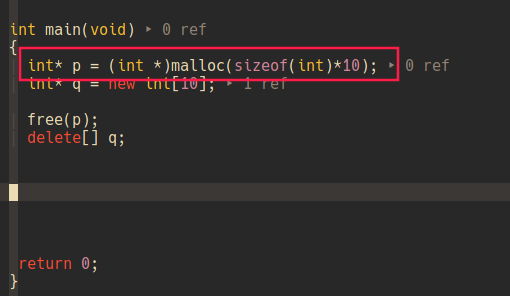 int main(void) ‣ 0 ref
{
int* p = (int *)malloc(sizeof(int)*10); ‣ 0 ref
int* q = new int[10]; ‣ 1 ref
free(p);
delete[] q;
return 0;
}